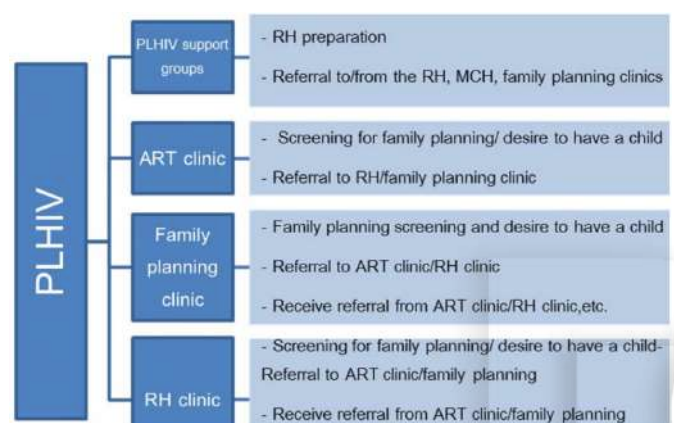 PLHIV
PLHIV support
groups
- RH preparation
- Referral to/from the RH, MCH, family planning clinics
ART clinic
- Screening for family planning/ desire to have a child
- Referral to RH/family planning clinic
Family
planning
clinic
- Family planning screening and desire to have a child
- Referral to ART clinic/RH clinic
- Receive referral from ART clinic/RH clinic,etc.
RH clinic
- Screening for family planning/ desire to have a child-
Referral to ART clinic/family planning
- Receive referral from ART clinic/family planning